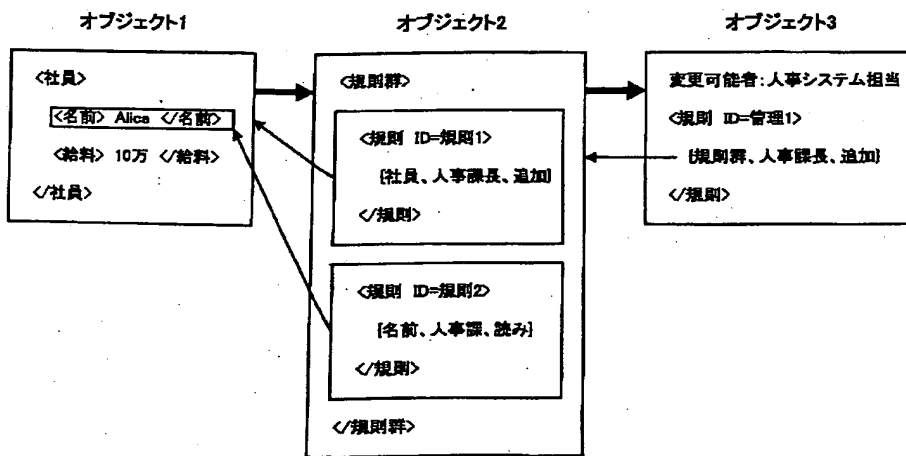 オブジェクト1
<社員>
<名前> Alice </名前>
<給料> 10万 </給料>
</社員>
オブジェクト2
<規則群>
<規則 ID=規則1>
{社員、人事課長、追加}
</規則>
<規則 ID=規則2>
{名前、人事課、読み}
</規則>
</規則群>
オブジェクト3
変更可能者:人事システム担当
<規則 ID=管理1>
{規則群、人事課長、追加}
</規則>